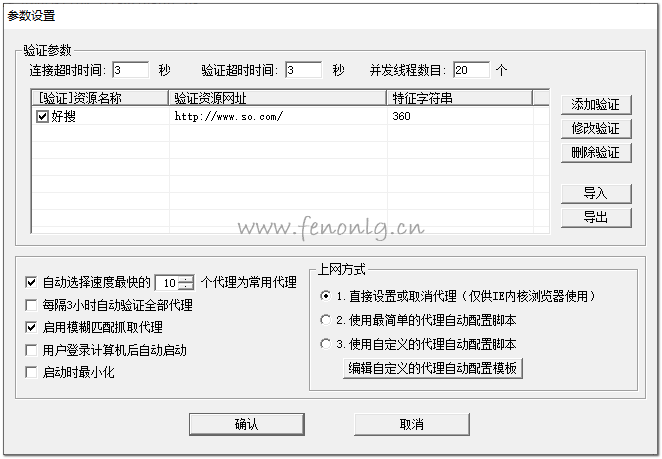 参数设置
验证参数
连接超时时间: 3 秒 验证超时时间: 3 秒 并发线程数目: 20 个
[验证]资源名称 验证资源网址 特征字符串
好搜 http://www.so.com/ 360
添加验证
修改验证
删除验证
导入
导出
www.fenonlg.cn
自动选择速度最快的 10 个代理为常用代理
每隔3小时自动验证全部代理
启用模糊匹配抓取代理
用户登录计算机后自动启动
启动时最小化
上网方式
1. 直接设置或取消代理（仅供IE内核浏览器使用）
2. 使用最简单的代理自动配置脚本
3. 使用自定义的代理自动配置脚本
编辑自定义的代理自动配置模板
确认 取消